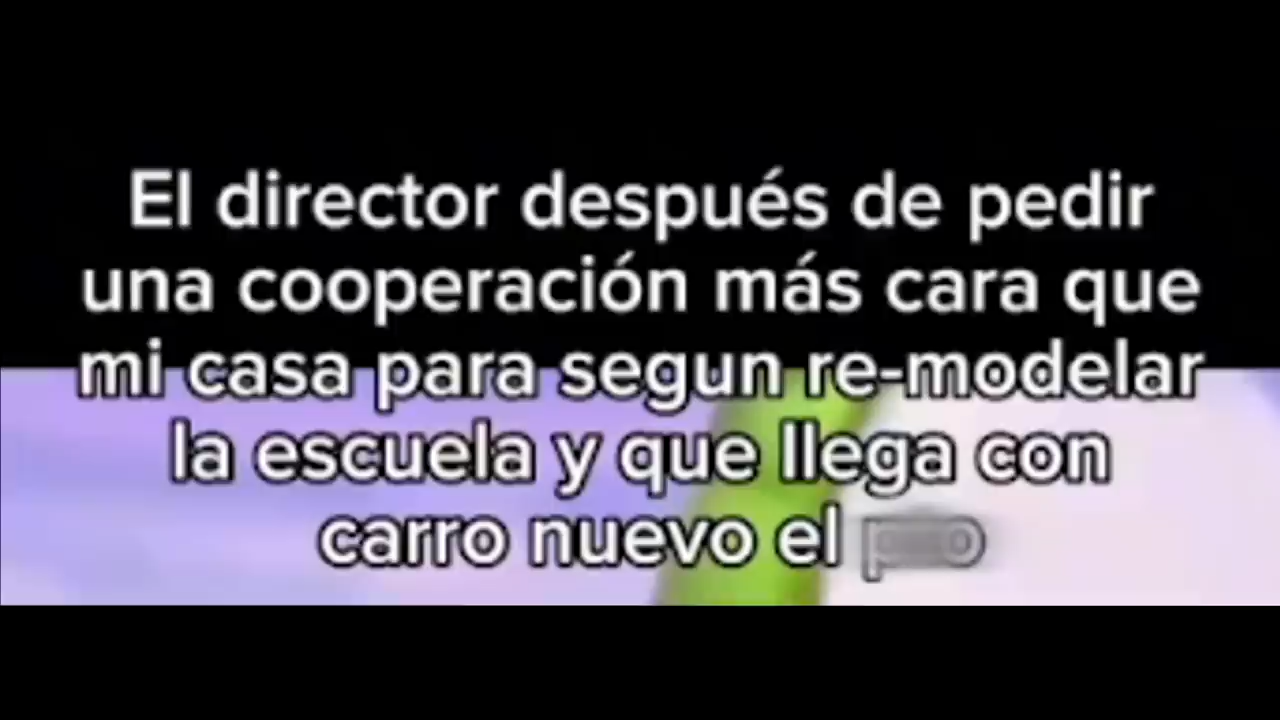 El director después de pedir
una cooperación más cara que
mi casa para segun re-modelar
la escuela y que llega con
carro nuevo el